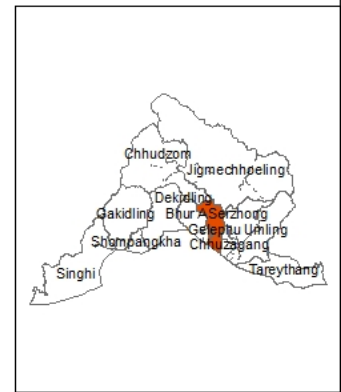 Chhudzom
Jigmechhoeling
Dekidling
Gakidling
Bhur
Serzhong
Gelephu Umling
Shompangkha
Chhuzagang
Singhi
Tareythang